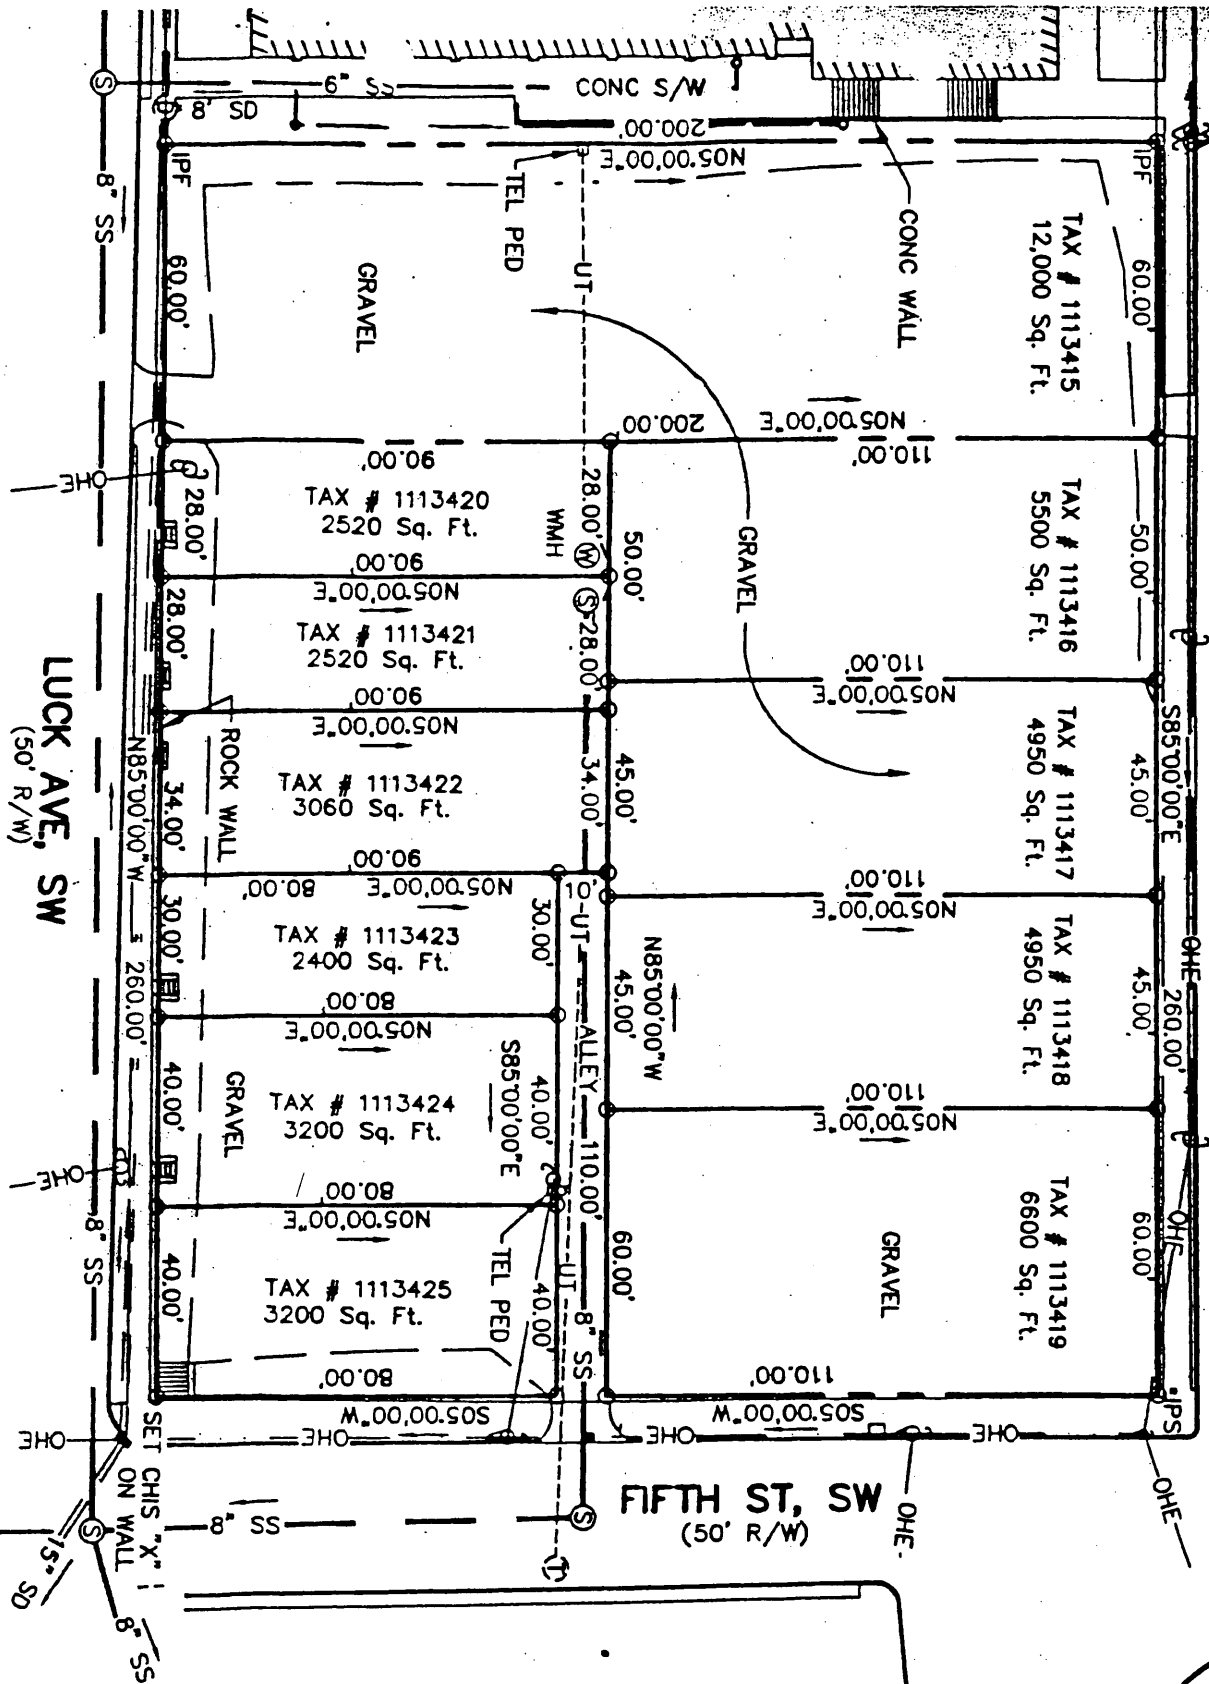 6" SS
CONC S/W
8' SD
200.00'
N05°00'00"E
IPF
IPF
TEL PED
8" SS
60.00'
GRAVEL
UT
CONC WALL
TAX # 1113415
12,000 Sq. Ft.
60.00'
200.00'
N05°00'00"E
90.00'
110.00'
OHE
28.00'
TAX # 1113420
2520 Sq. Ft.
28.00'
WMH
W
50.00'
GRAVEL
TAX # 1113416
5500 Sq. Ft.
50.00'
90.00'
N05°00'00"E
S
28.00'
TAX # 1113421
2520 Sq. Ft.
28.00'
110.00'
N05°00'00"E
90.00'
N05°00'00"E
LUCK AVE, SW
(50' R/W)
N85°00'00"W
260.00'
ROCK WALL
34.00'
TAX # 1113422
3060 Sq. Ft.
34.00'
45.00'
TAX # 1113417
4950 Sq. Ft.
45.00'
S85°00'00"E
260.00'
90.00'
80.00'
N05°00'00"E
10'
110.00'
N05°00'00"E
30.00'
TAX # 1113423
2400 Sq. Ft.
30.00'
UT
ALLEY
110.00'
45.00'
N85°00'00"W
TAX # 1113418
4950 Sq. Ft.
45.00'
OHE
80.00'
N05°00'00"E
40.00'
GRAVEL
TAX # 1113424
3200 Sq. Ft.
S85°00'00"E
40.00'
110.00'
N05°00'00"E
OHE
8" SS
80.00'
N05°00'00"E
40.00'
TAX # 1113425
3200 Sq. Ft.
TEL PED
40.00'
UT
8" SS
60.00'
GRAVEL
TAX # 1113419
6600 Sq. Ft.
60.00'
OHE
80.00'
110.00'
S05°00'00"W
S05°00'00"W
IPS
OHE
OHE
OHE
OHE
SET
CHIS "X"
ON WALL
S
8" SS
S
FIFTH ST, SW
(50' R/W)
OHE
OHE
T
15" SD
8" SS